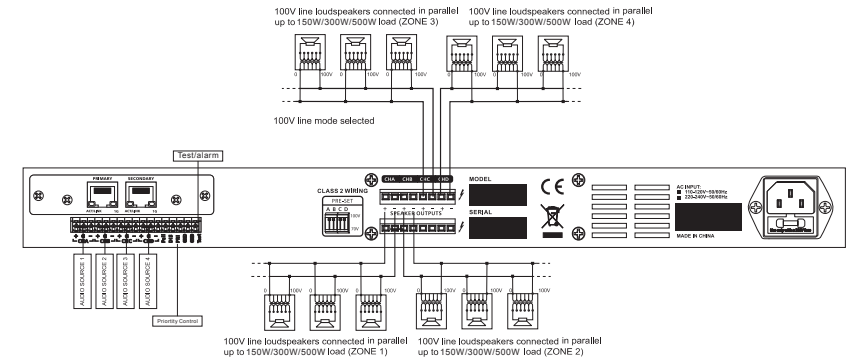 100V line loudspeakers connected in parallel
up to 150W/300W/500W load (ZONE 3)
100V line loudspeakers connected in parallel
up to 150W/300W/500W load (ZONE 4)
0 100V
0 100V
0 100V
0 100V
0 100V
0 100V
100V line mode selected
Test/alarm
PRIMARY
SECONDARY
CLASS 2 WIRING
PRE-SET
A B C D
100V
70V
CHA CHB CHC CHD
+ - + - + - + -
SPEAKER OUTPUTS
MODEL
SERIAL
CE
AC INPUT:
110-120V~50/60Hz
220-240V~50/60Hz
MADE IN CHINA
AUDIO SOURCE 1
AUDIO SOURCE 2
AUDIO SOURCE 3
AUDIO SOURCE 4
Priority Control
0 100V
0 100V
0 100V
0 100V
0 100V
0 100V
100V line loudspeakers connected in parallel
up to 150W/300W/500W load (ZONE 1)
100V line loudspeakers connected in parallel
up to 150W/300W/500W load (ZONE 2)